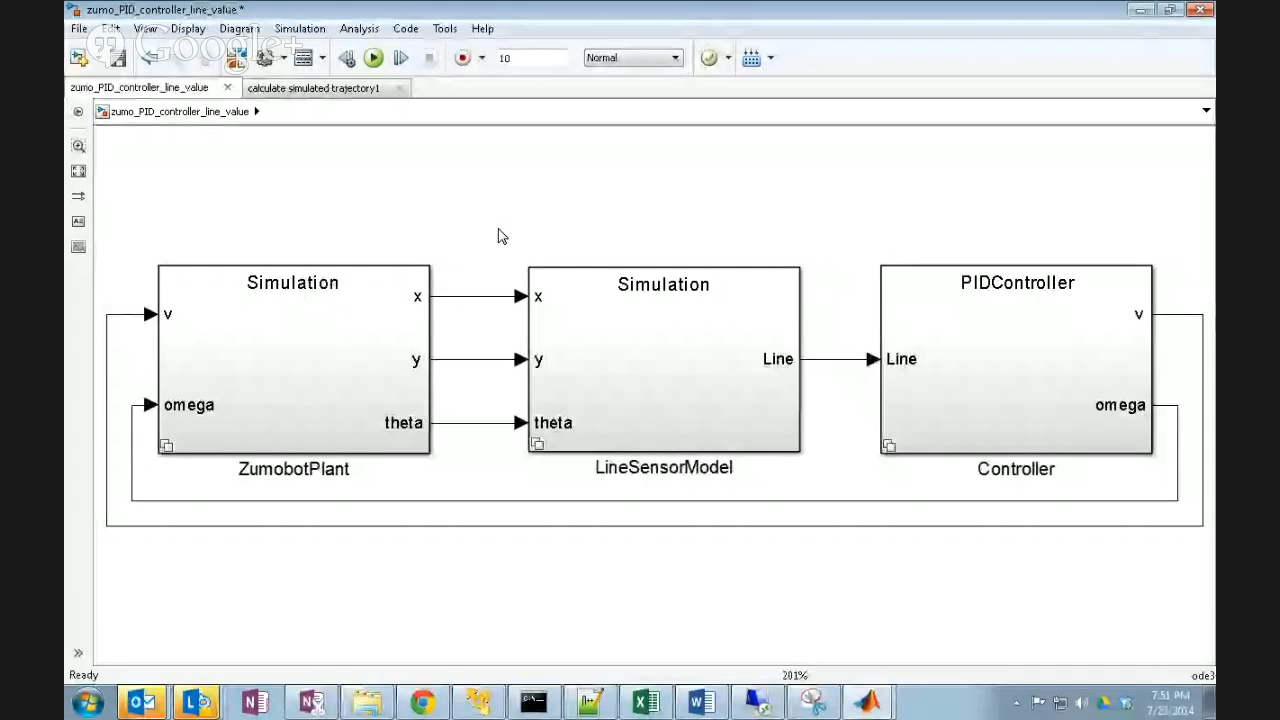 zumo_PID_controller_line_value *
File Edit View Display Diagram Simulation Analysis Code Tools Help
Google+
10 Normal
zumo_PID_controller_line_value calculate simulated trajectory1
zumo_PID_controller_line_value
Simulation
v
omega
x
y
theta
ZumobotPlant
Simulation
x
y
theta
Line
LineSensorModel
PIDController
Line
v
omega
Controller
Ready 201% ode3
7:51 PM
7/23/2014